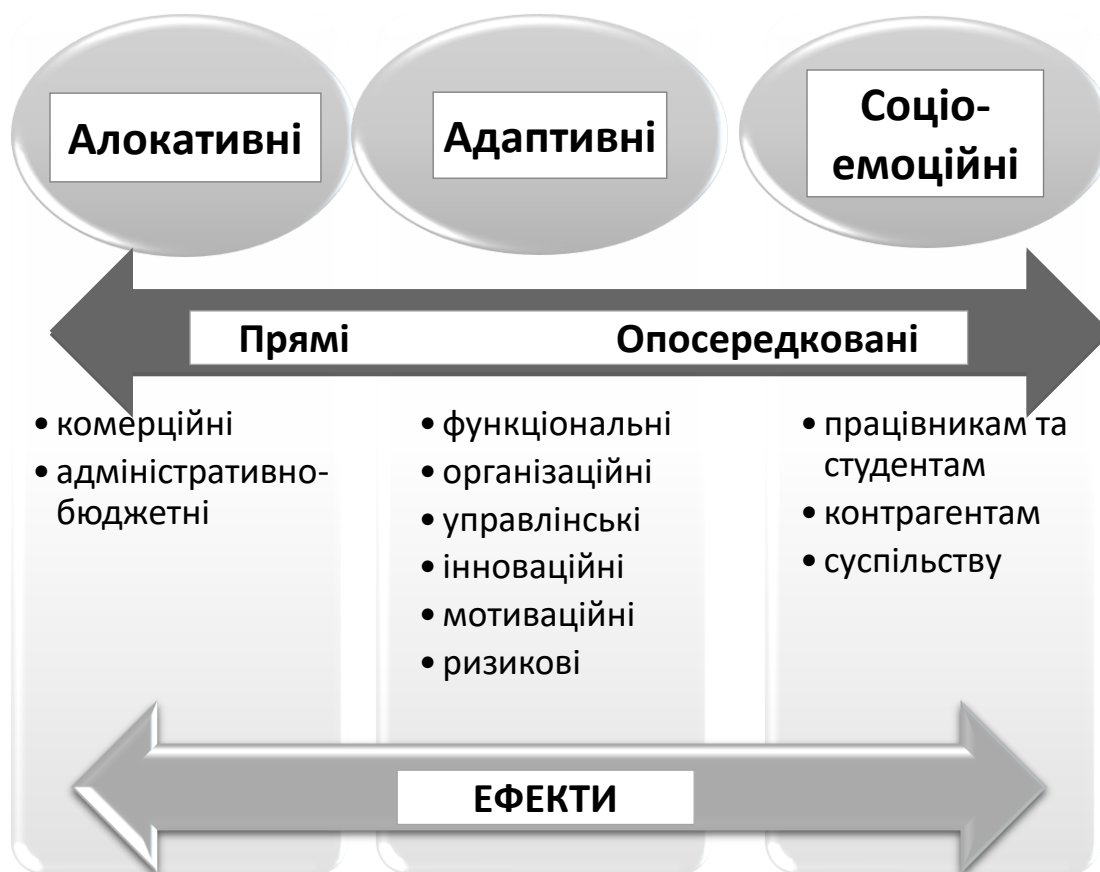 Алокативні
Адаптивні
Соціо-
емоційні
Прямі
Опосередковані
• комерційні
• адміністративно-
бюджетні
• функціональні
• організаційні
• управлінські
• інноваційні
• мотиваційні
• ризикові
• працівникам та
студентам
• контрагентам
• суспільству
ЕФЕКТИ